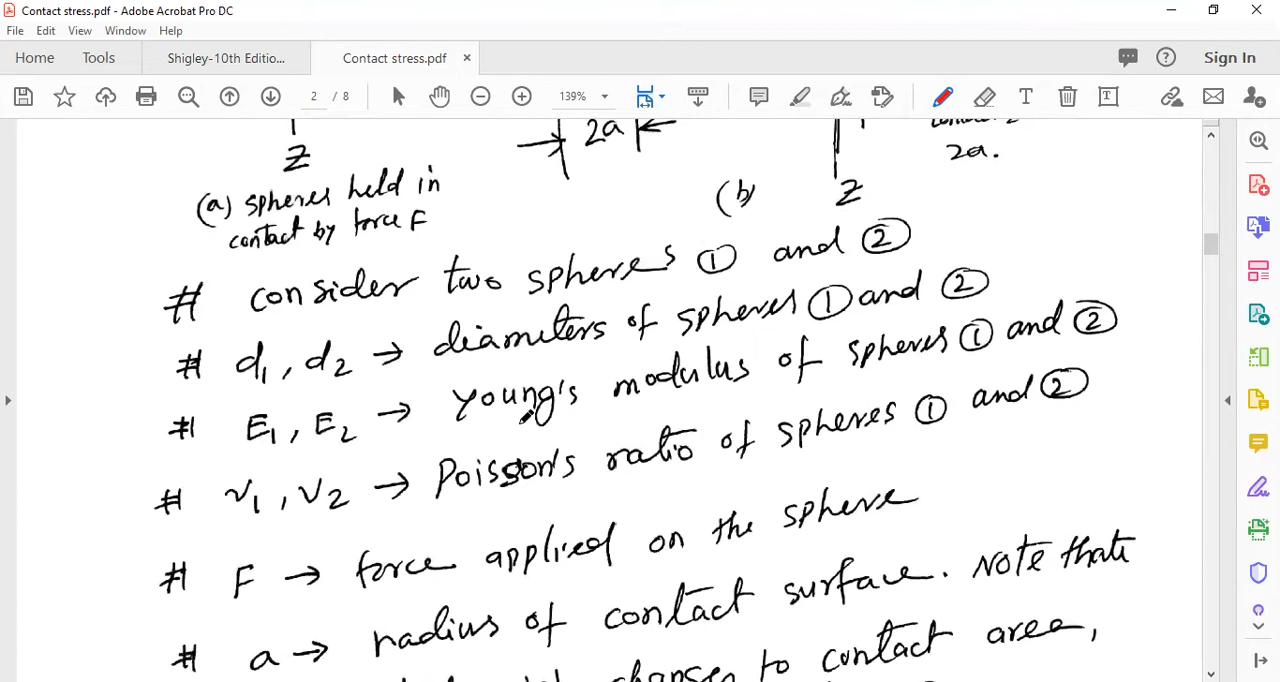 Contact stress.pdf - Adobe Acrobat Pro DC
File Edit View Window Help
Home Tools Shigley-10th Editio... Contact stress.pdf × Sign In
2 / 8 139%
2a
2a.
Z
Z
(a) spheres held in
contact by force F
(b)
# consider two spheres ① and ②
# d1, d2 → diameters of spheres ① and ②
# E1, E2 → Young's modulus of spheres ① and ②
# ν1, ν2 → Poisson's ratio of spheres ① and ②
# F → force applied on the sphere
# a → radius of contact surface. Note that
changes to contact area,